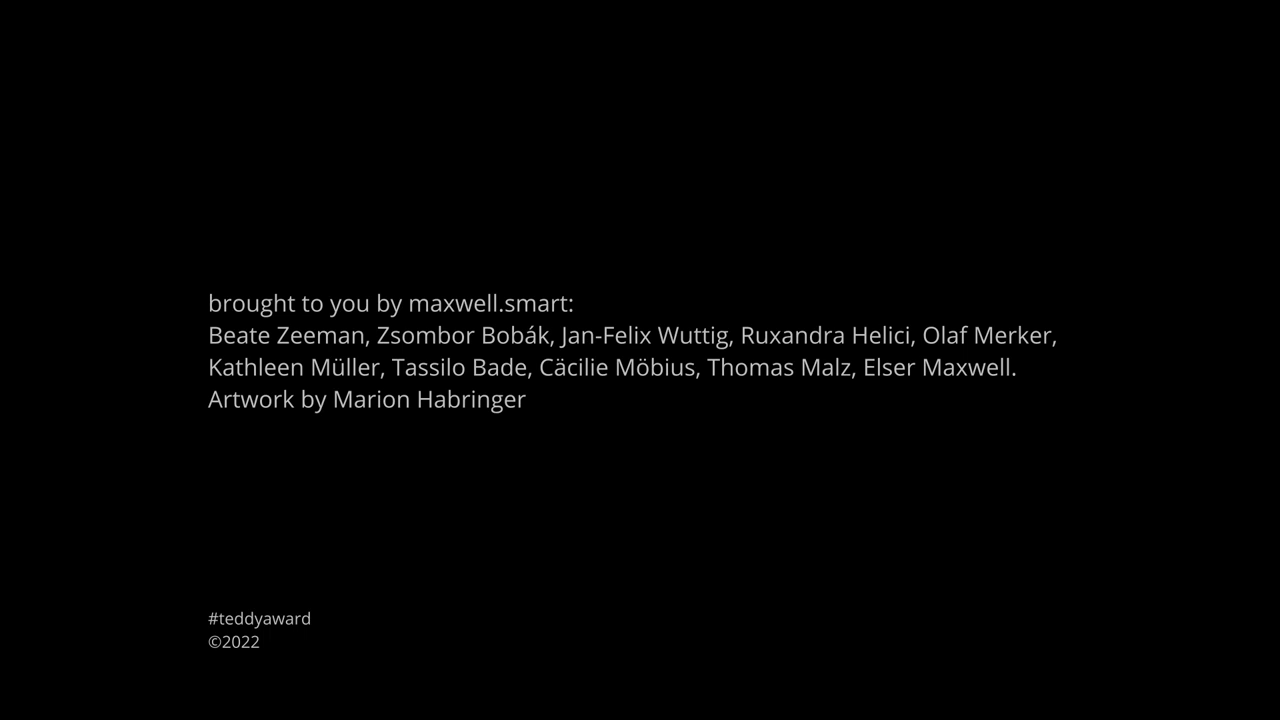 brought to you by maxwell.smart:
Beate Zeeman, Zsombor Bobák, Jan-Felix Wuttig, Ruxandra Helici, Olaf Merker,
Kathleen Müller, Tassilo Bade, Cäcilie Möbius, Thomas Malz, Elser Maxwell.
Artwork by Marion Habringer
#teddyaward
©2022